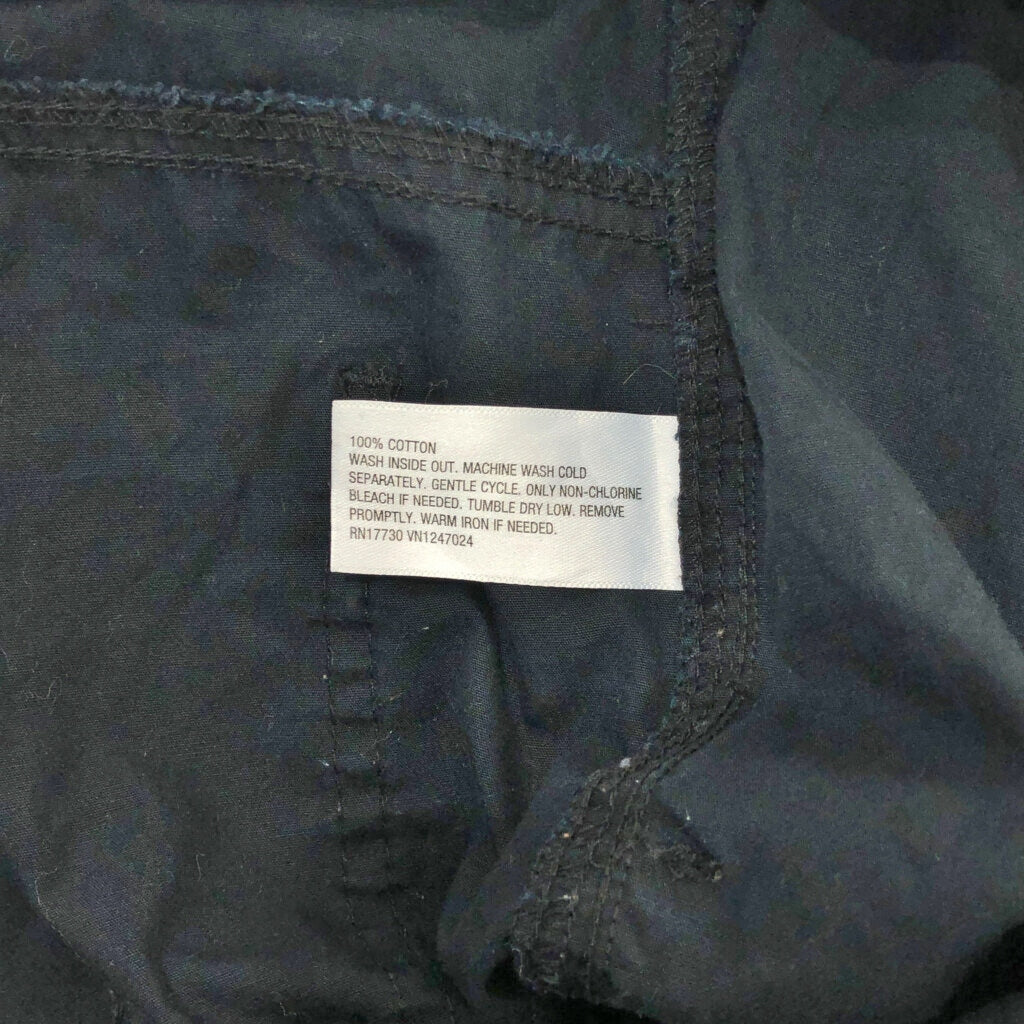 100% COTTON
WASH INSIDE OUT. MACHINE WASH COLD
SEPARATELY. GENTLE CYCLE. ONLY NON-CHLORINE
BLEACH IF NEEDED. TUMBLE DRY LOW. REMOVE
PROMPTLY. WARM IRON IF NEEDED.
RN17730 VN1247024